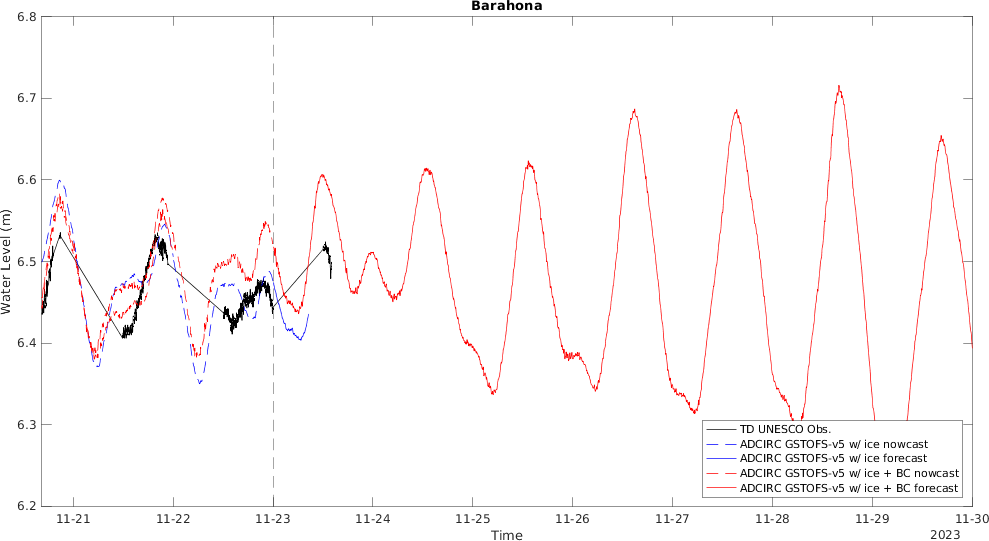 Barahona
6.8
6.7
6.6
6.5
6.4
6.3
6.2
Water Level (m)
TD UNESCO Obs.
ADCIRC GSTOFS-v5 w/ ice nowcast
ADCIRC GSTOFS-v5 w/ ice forecast
ADCIRC GSTOFS-v5 w/ ice + BC nowcast
ADCIRC GSTOFS-v5 w/ ice + BC forecast
11-21 11-22 11-23 11-24 11-25 11-26 11-27 11-28 11-29 11-30
Time
2023